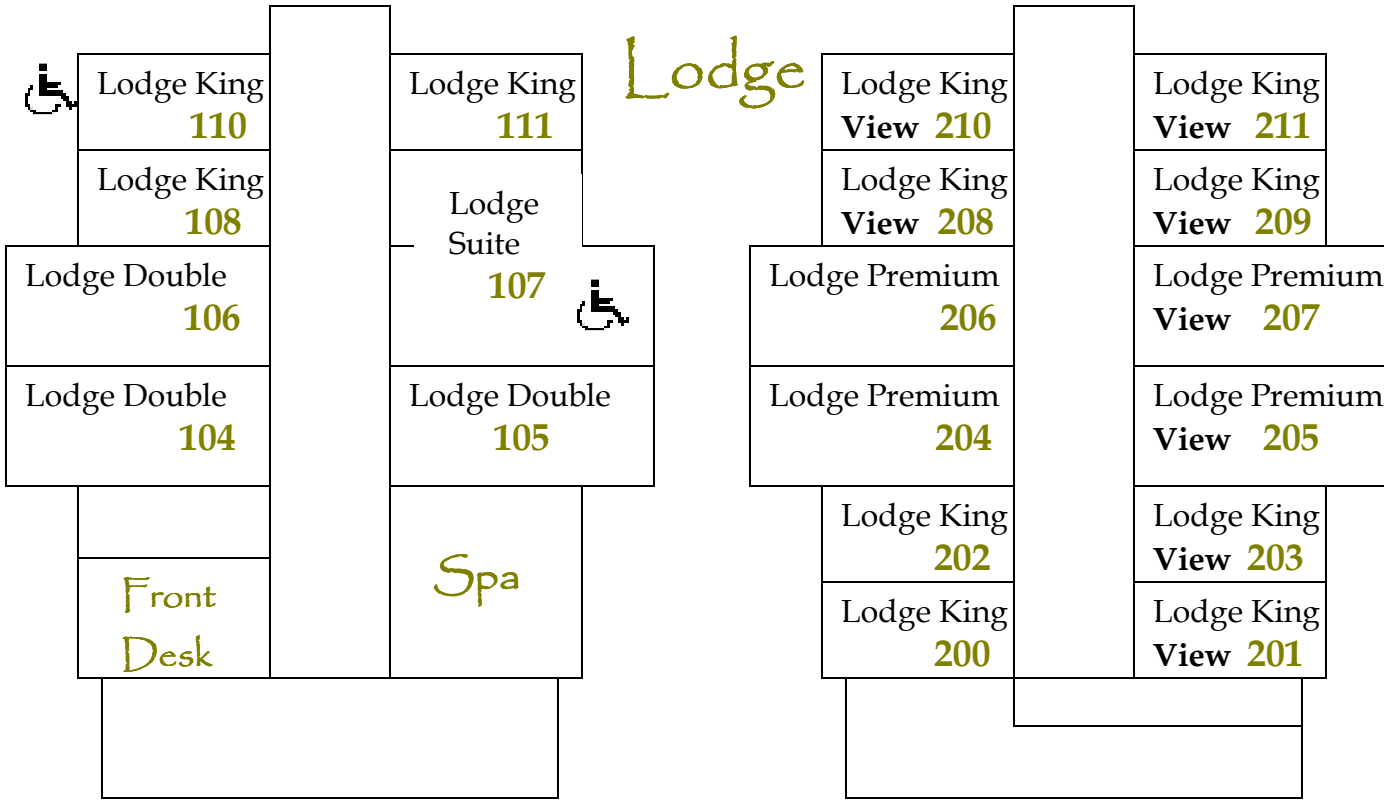 Lodge
Lodge King
110
Lodge King
111
Lodge King
108
Lodge
Suite
107
Lodge Double
106
Lodge Double
104
Lodge Double
105
Front
Desk
Spa
Lodge King
View 210
Lodge King
View 211
Lodge King
View 208
Lodge King
View 209
Lodge Premium
206
Lodge Premium
View 207
Lodge Premium
204
Lodge Premium
View 205
Lodge King
202
Lodge King
View 203
Lodge King
200
Lodge King
View 201